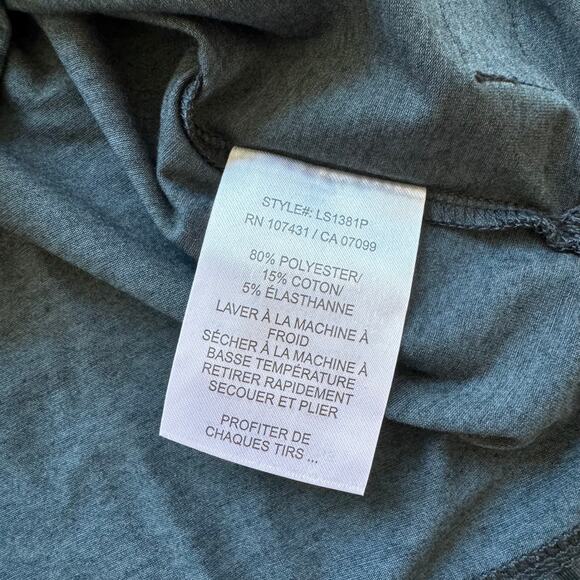 STYLE#: LS1381P
RN 107431 / CA 07099
80% POLYESTER/
15% COTON/
5% ÉLASTHANNE
LAVER À LA MACHINE À
FROID
SÉCHER À LA MACHINE À
BASSE TEMPÉRATURE
RETIRER RAPIDEMENT
SECOUER ET PLIER
PROFITER DE
CHAQUES TIRS ...